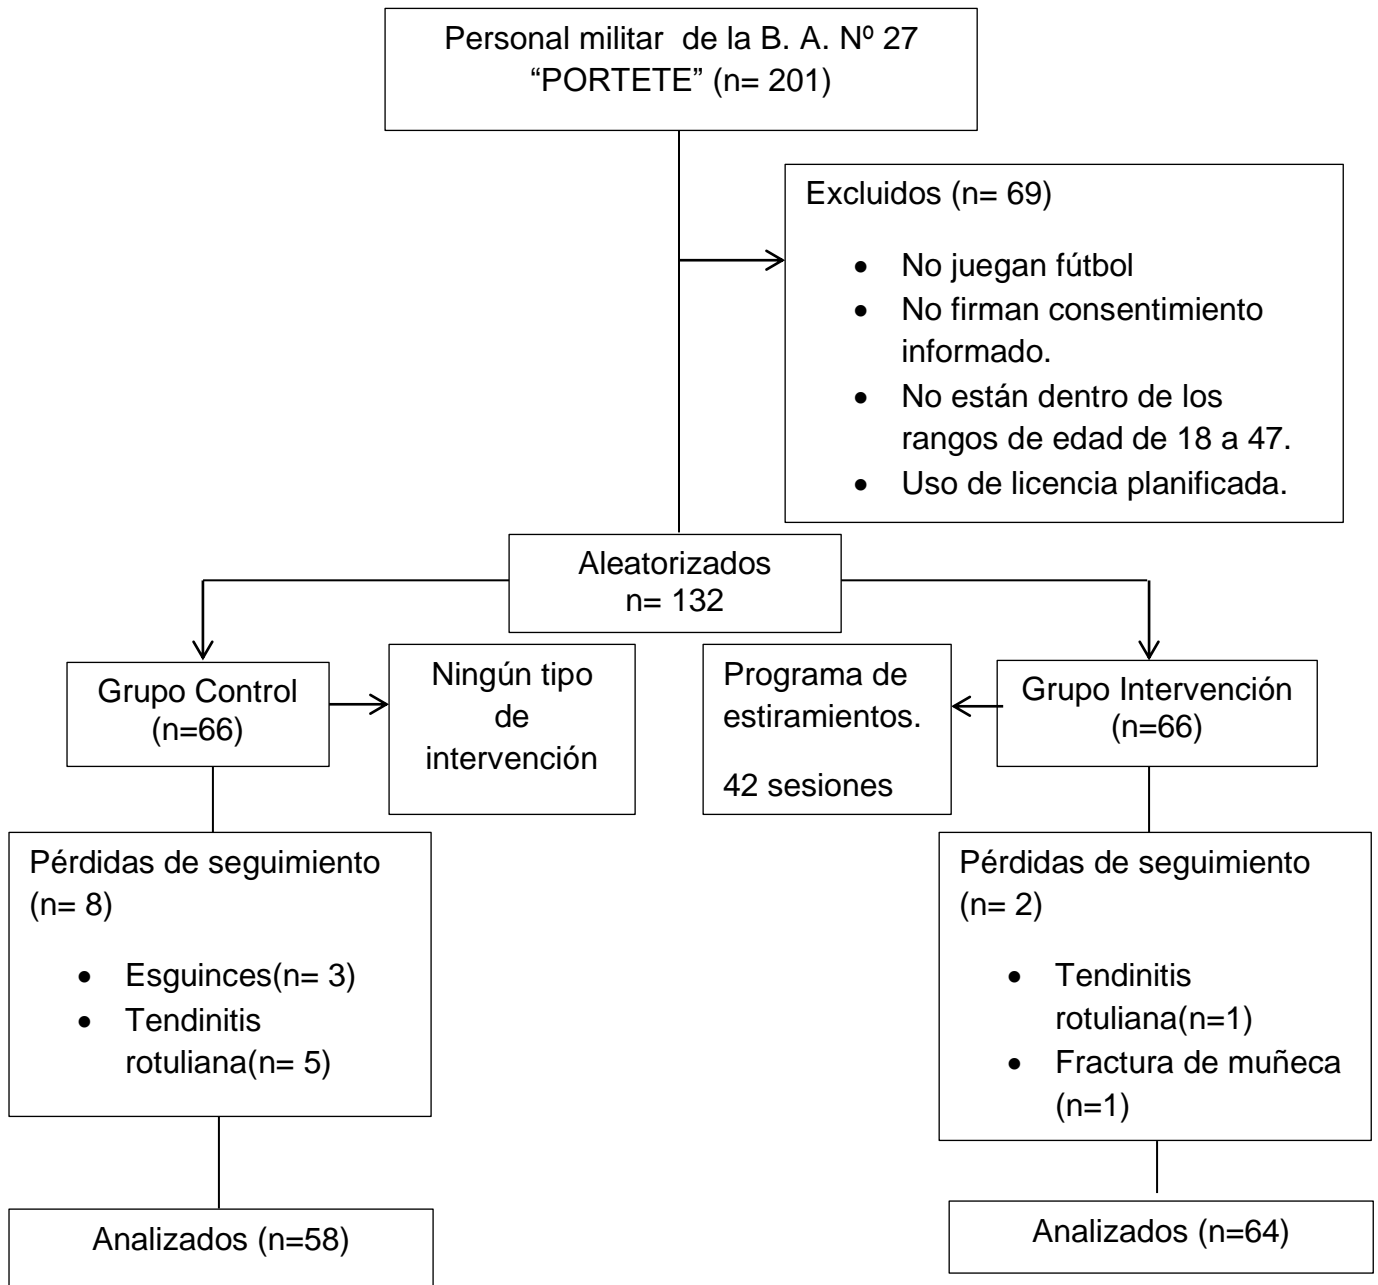 Personal militar de la B. A. Nº 27
“PORTETE” (n= 201)
Excluidos (n= 69)
• No juegan fútbol
• No firman consentimiento
informado.
• No están dentro de los
rangos de edad de 18 a 47.
• Uso de licencia planificada.
Aleatorizados
n= 132
Grupo Control
(n=66)
Ningún tipo
de
intervención
Programa de
estiramientos.
42 sesiones
Grupo Intervención
(n=66)
Pérdidas de seguimiento
(n= 8)
• Esguinces(n= 3)
• Tendinitis
rotuliana(n= 5)
Pérdidas de seguimiento
(n= 2)
• Tendinitis
rotuliana(n=1)
• Fractura de muñeca
(n=1)
Analizados (n=58)
Analizados (n=64)